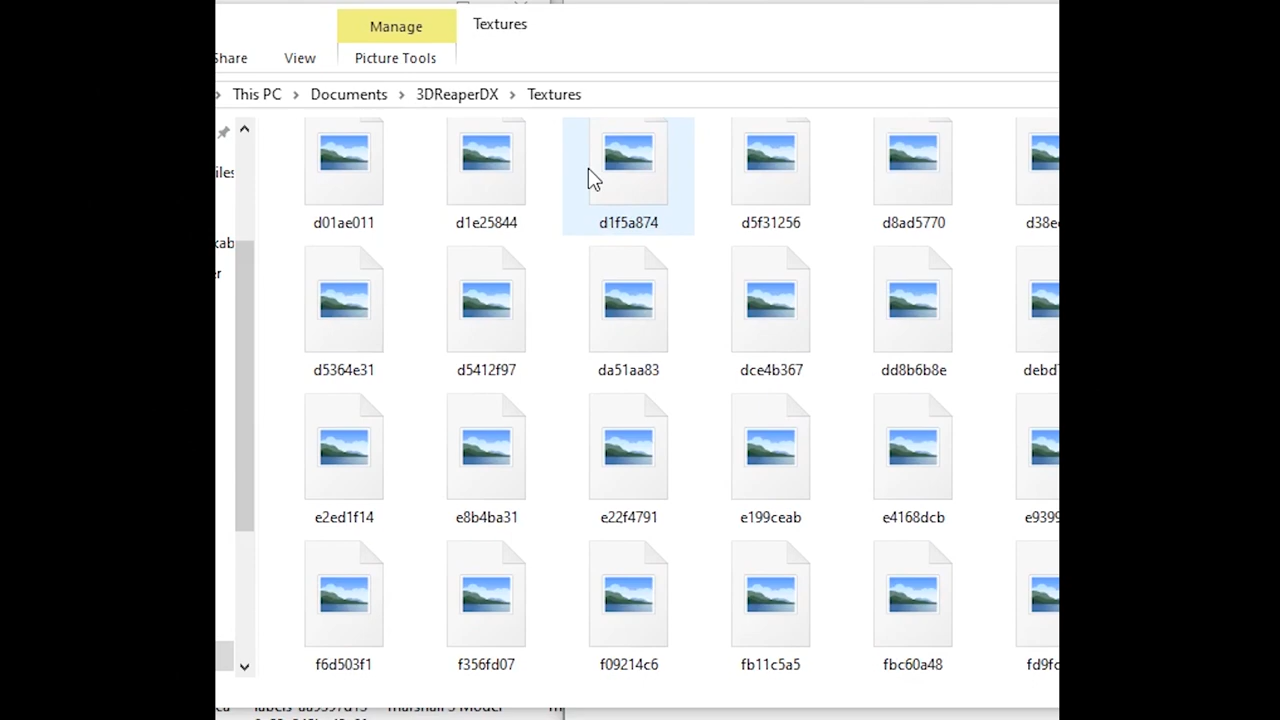 Manage Textures
Share View Picture Tools
This PC > Documents > 3DReaperDX > Textures
d01ae011 d1e25844 d1f5a874 d5f31256 d8ad5770
d5364e31 d5412f97 da51aa83 dce4b367 dd8b6b8e
e2ed1f14 e8b4ba31 e22f4791 e199ceab e4168dcb
f6d503f1 f356fd07 f09214c6 fb11c5a5 fbc60a48